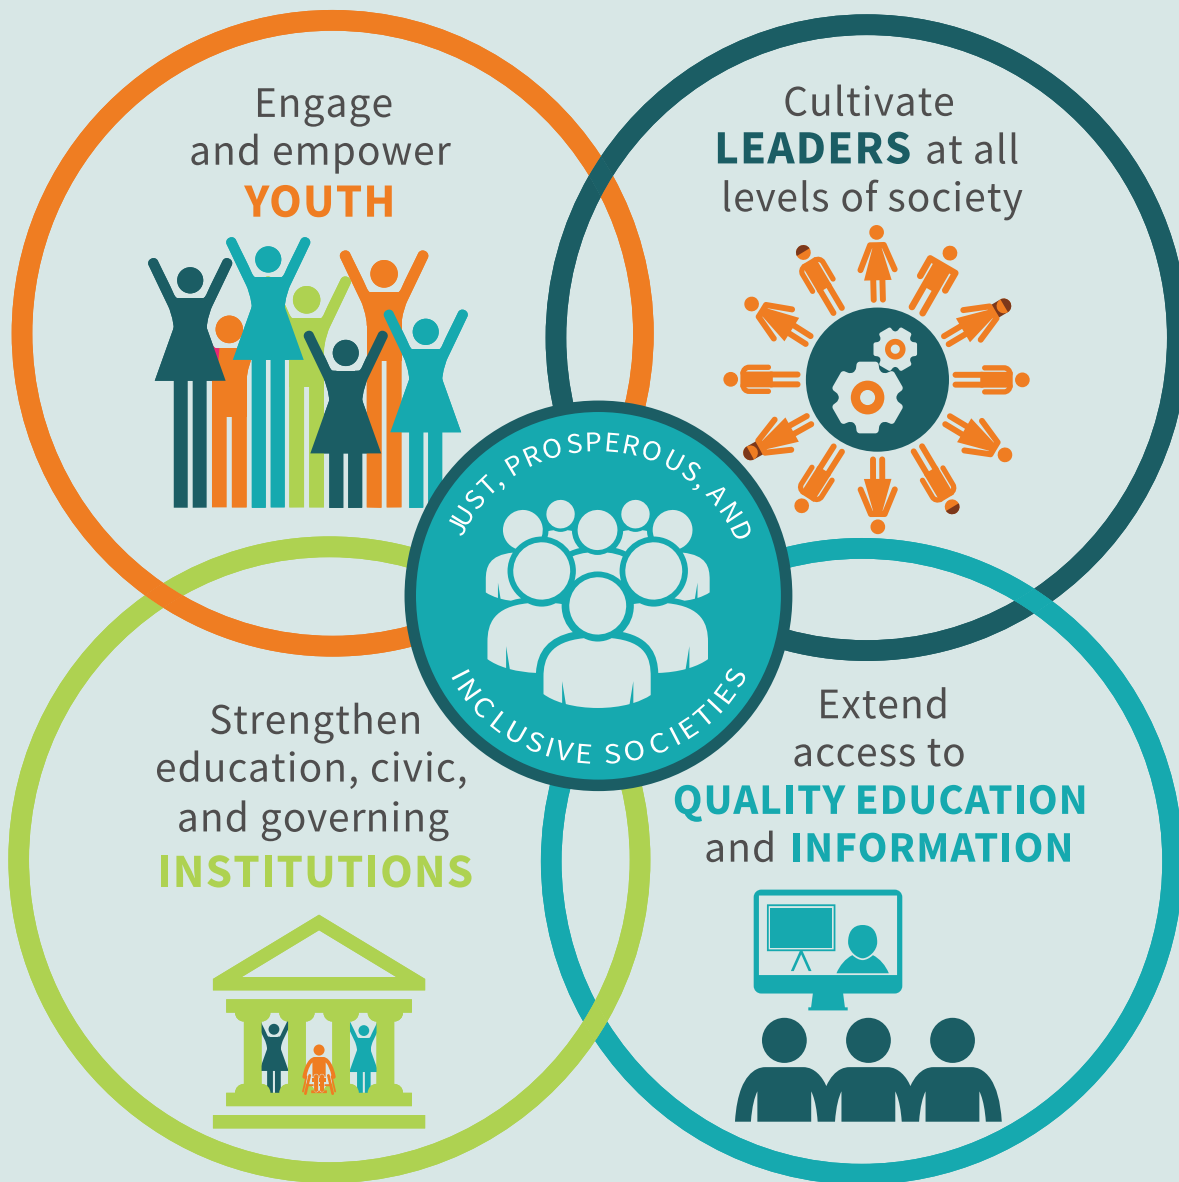 Engage
and empower
YOUTH
Cultivate
LEADERS at all
levels of society
JUST, PROSPEROUS, AND
INCLUSIVE SOCIETIES
Strengthen
education, civic,
and governing
INSTITUTIONS
Extend
access to
QUALITY EDUCATION
and INFORMATION